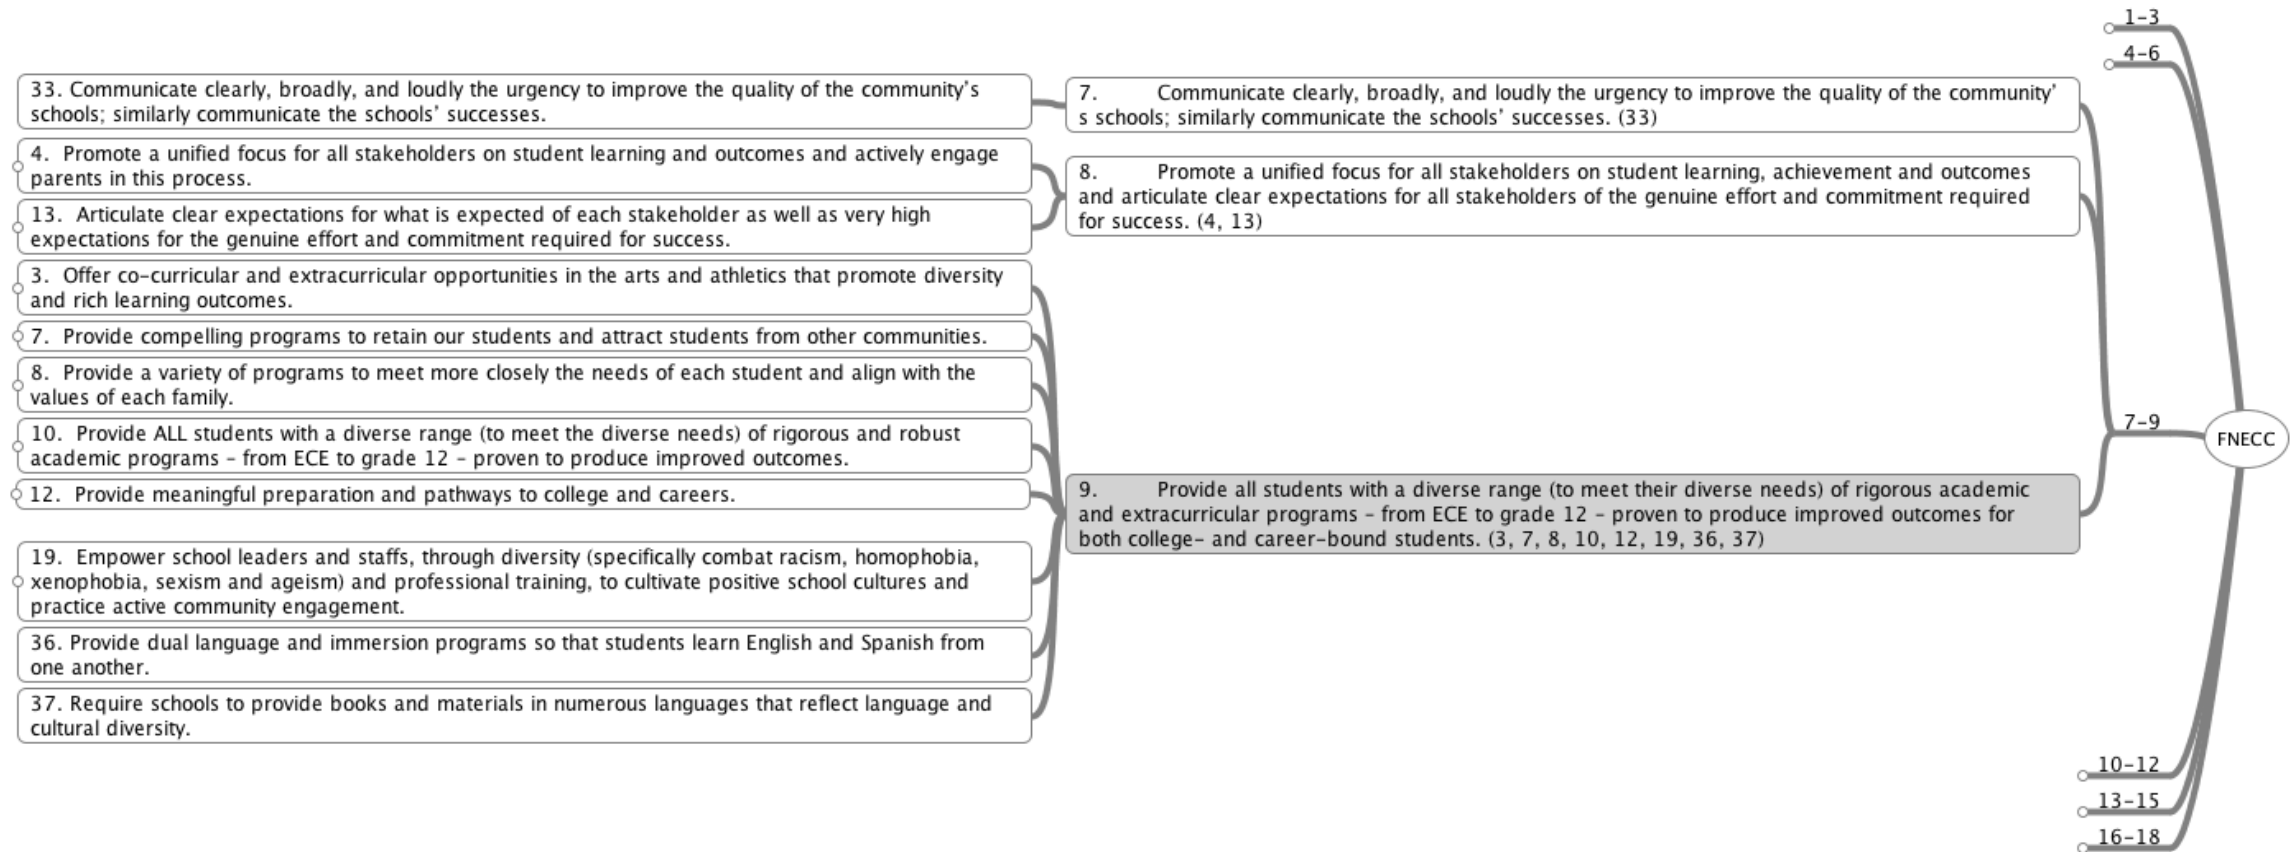 1–3
4–6
33. Communicate clearly, broadly, and loudly the urgency to improve the quality of the community’s
schools; similarly communicate the schools’ successes.
7. Communicate clearly, broadly, and loudly the urgency to improve the quality of the community’
s schools; similarly communicate the schools’ successes. (33)
4. Promote a unified focus for all stakeholders on student learning and outcomes and actively engage
parents in this process.
13. Articulate clear expectations for what is expected of each stakeholder as well as very high
expectations for the genuine effort and commitment required for success.
8. Promote a unified focus for all stakeholders on student learning, achievement and outcomes
and articulate clear expectations for all stakeholders of the genuine effort and commitment required
for success. (4, 13)
3. Offer co–curricular and extracurricular opportunities in the arts and athletics that promote diversity
and rich learning outcomes.
7. Provide compelling programs to retain our students and attract students from other communities.
8. Provide a variety of programs to meet more closely the needs of each student and align with the
values of each family.
10. Provide ALL students with a diverse range (to meet the diverse needs) of rigorous and robust
academic programs – from ECE to grade 12 – proven to produce improved outcomes.
12. Provide meaningful preparation and pathways to college and careers.
19. Empower school leaders and staffs, through diversity (specifically combat racism, homophobia,
xenophobia, sexism and ageism) and professional training, to cultivate positive school cultures and
practice active community engagement.
36. Provide dual language and immersion programs so that students learn English and Spanish from
one another.
37. Require schools to provide books and materials in numerous languages that reflect language and
cultural diversity.
9. Provide all students with a diverse range (to meet their diverse needs) of rigorous academic
and extracurricular programs – from ECE to grade 12 – proven to produce improved outcomes for
both college– and career–bound students. (3, 7, 8, 10, 12, 19, 36, 37)
7–9
FNECC
10–12
13–15
16–18